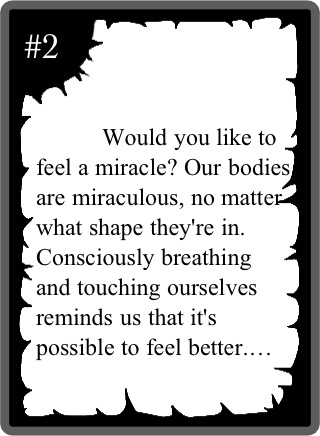 #2
Would you like to
feel a miracle? Our bodies
are miraculous, no matter
what shape they're in.
Consciously breathing
and touching ourselves
reminds us that it's
possible to feel better....